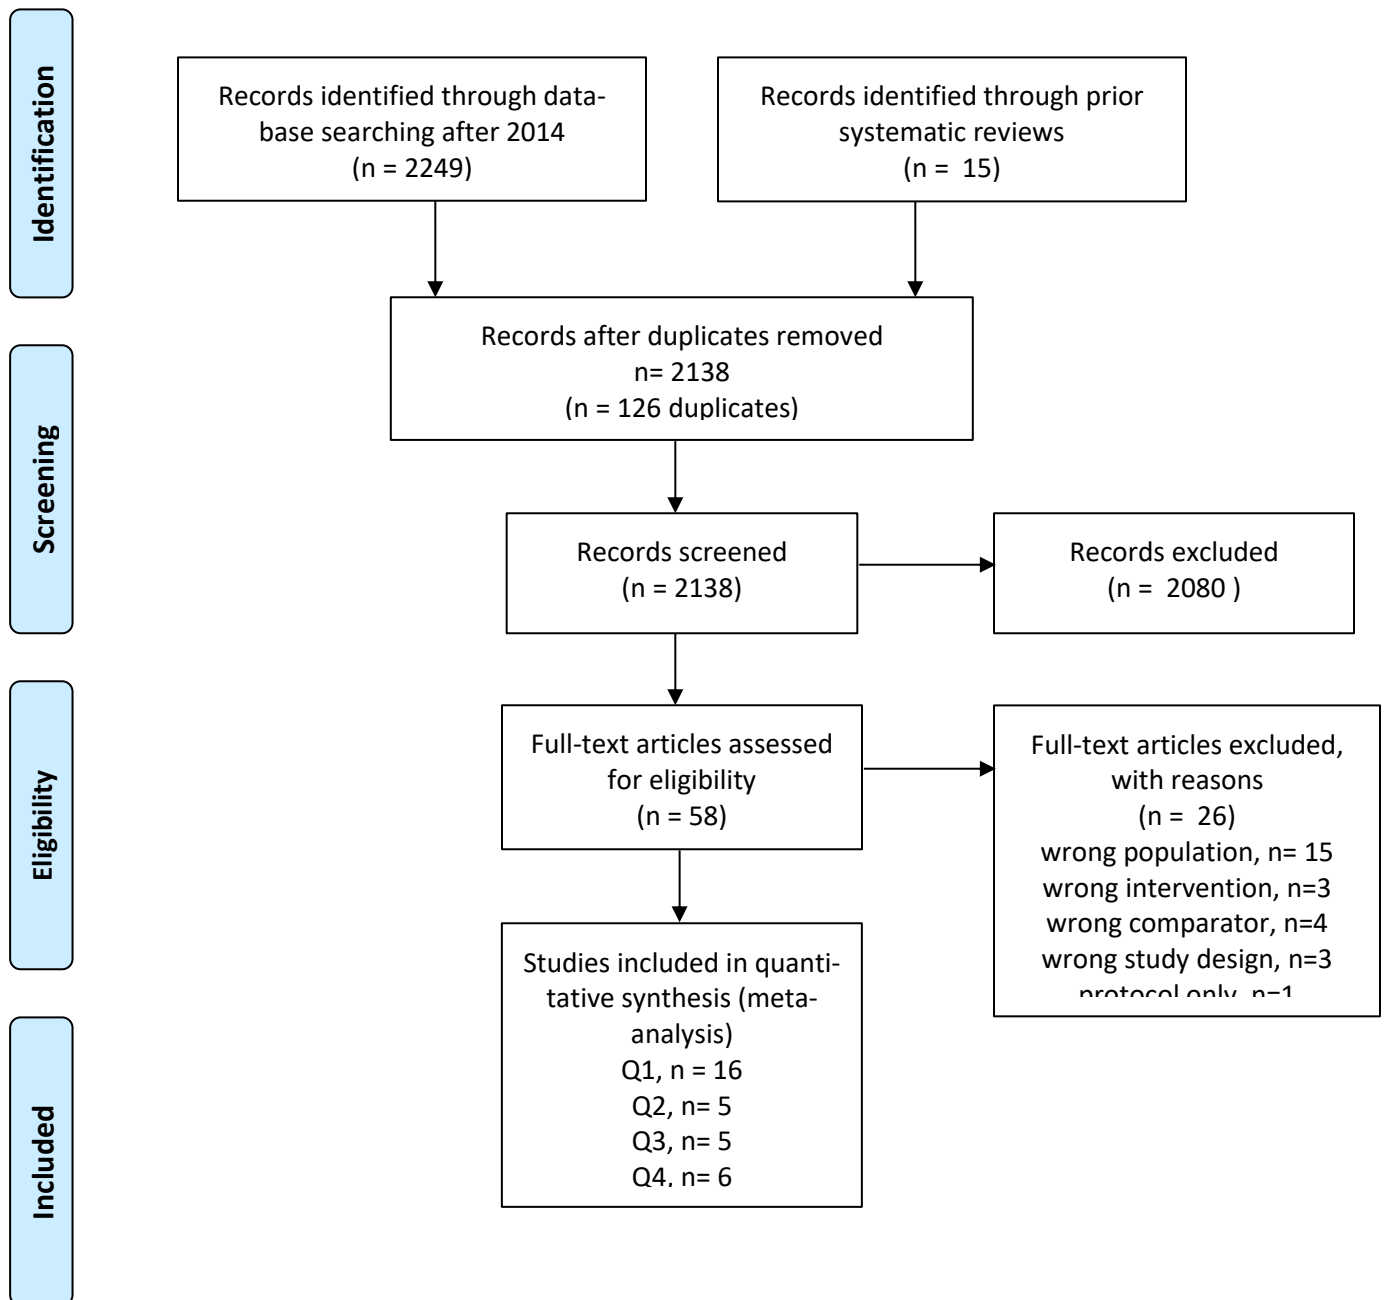 Identification
Records identified through data-
base searching after 2014
(n = 2249)
Records identified through prior
systematic reviews
(n =  15)
Records after duplicates removed
n= 2138
(n = 126 duplicates)
Screening
Records screened
(n = 2138)
Records excluded
(n =  2080 )
Eligibility
Full-text articles assessed
for eligibility
(n = 58)
Full-text articles excluded,
with reasons
(n =  26)
wrong population, n= 15
wrong intervention, n=3
wrong comparator, n=4
wrong study design, n=3
protocol only, n=1
Included
Studies included in quanti-
tative synthesis (meta-
analysis)
Q1, n = 16
Q2, n= 5
Q3, n= 5
Q4, n= 6